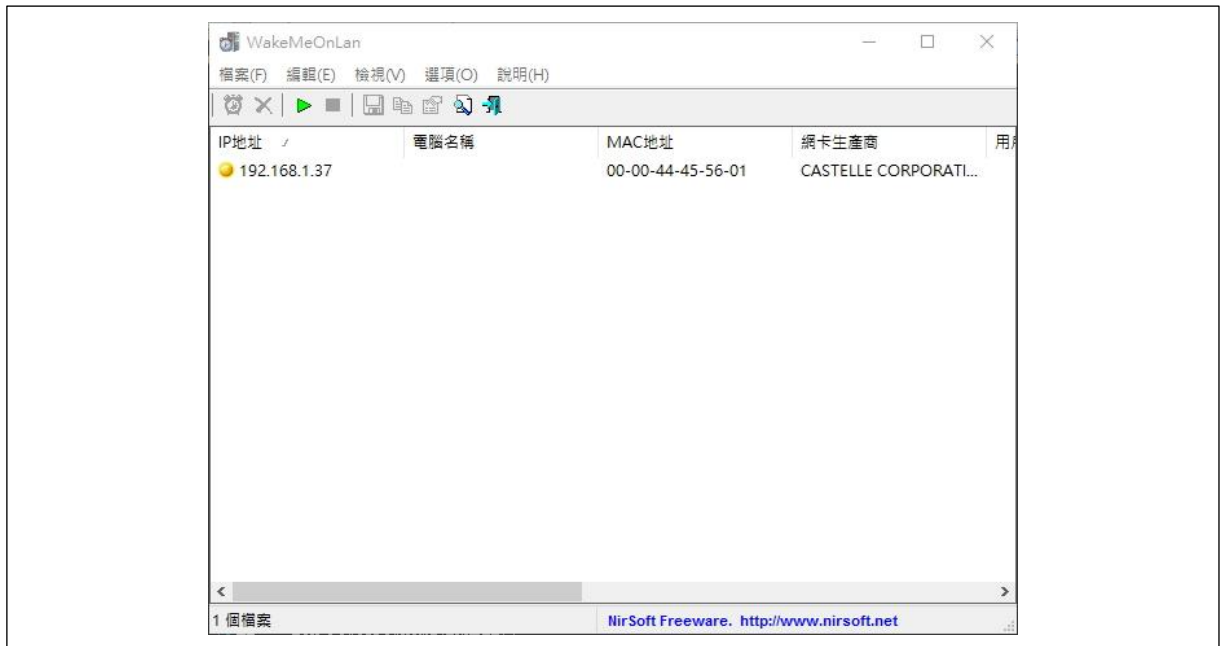 WakeMeOnLan
檔案(F) 編輯(E) 檢視(V) 選項(O) 說明(H)
IP地址 電腦名稱 MAC地址 網卡生產商
192.168.1.37 00-00-44-45-56-01 CASTELLE CORPORATI...
1 個檔案 NirSoft Freeware. http://www.nirsoft.net